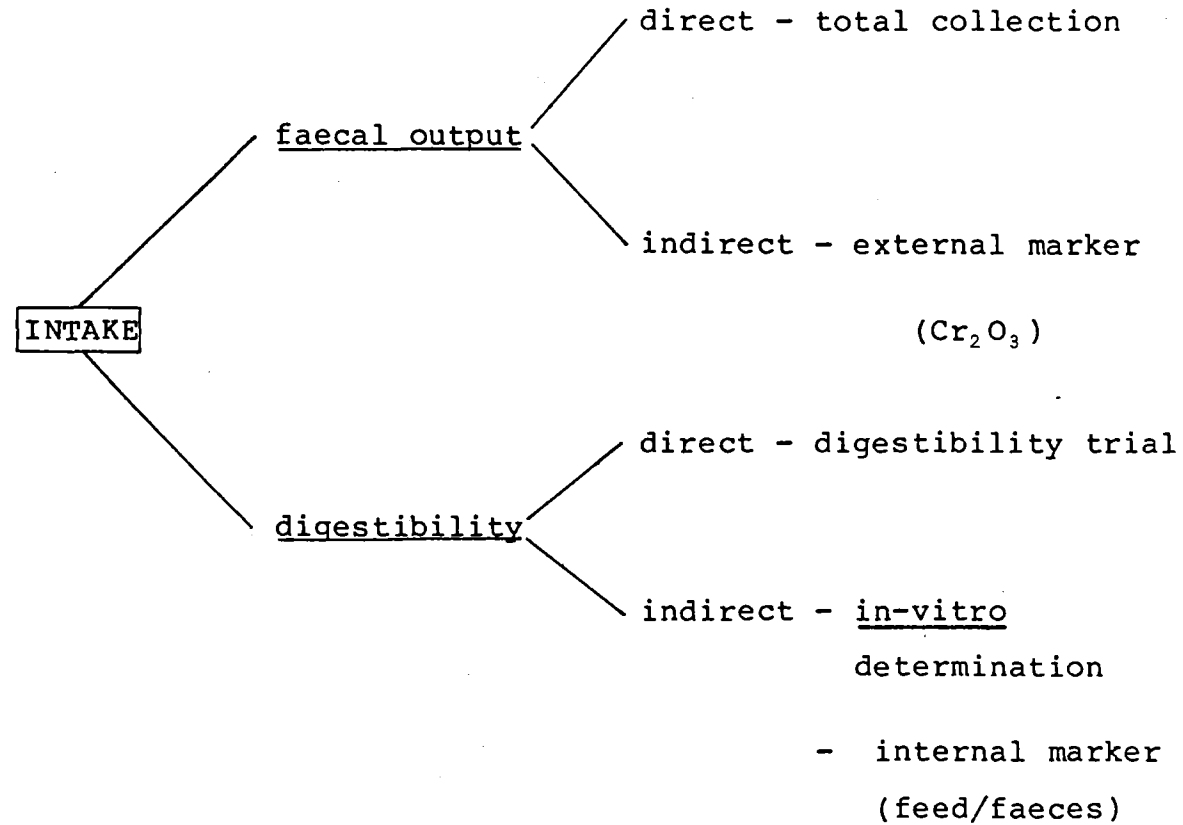 direct - total collection
faecal output
indirect - external marker
(Cr₂O₃)
INTAKE
direct - digestibility trial
digestibility
indirect - in-vitro
determination
- internal marker
(feed/faeces)